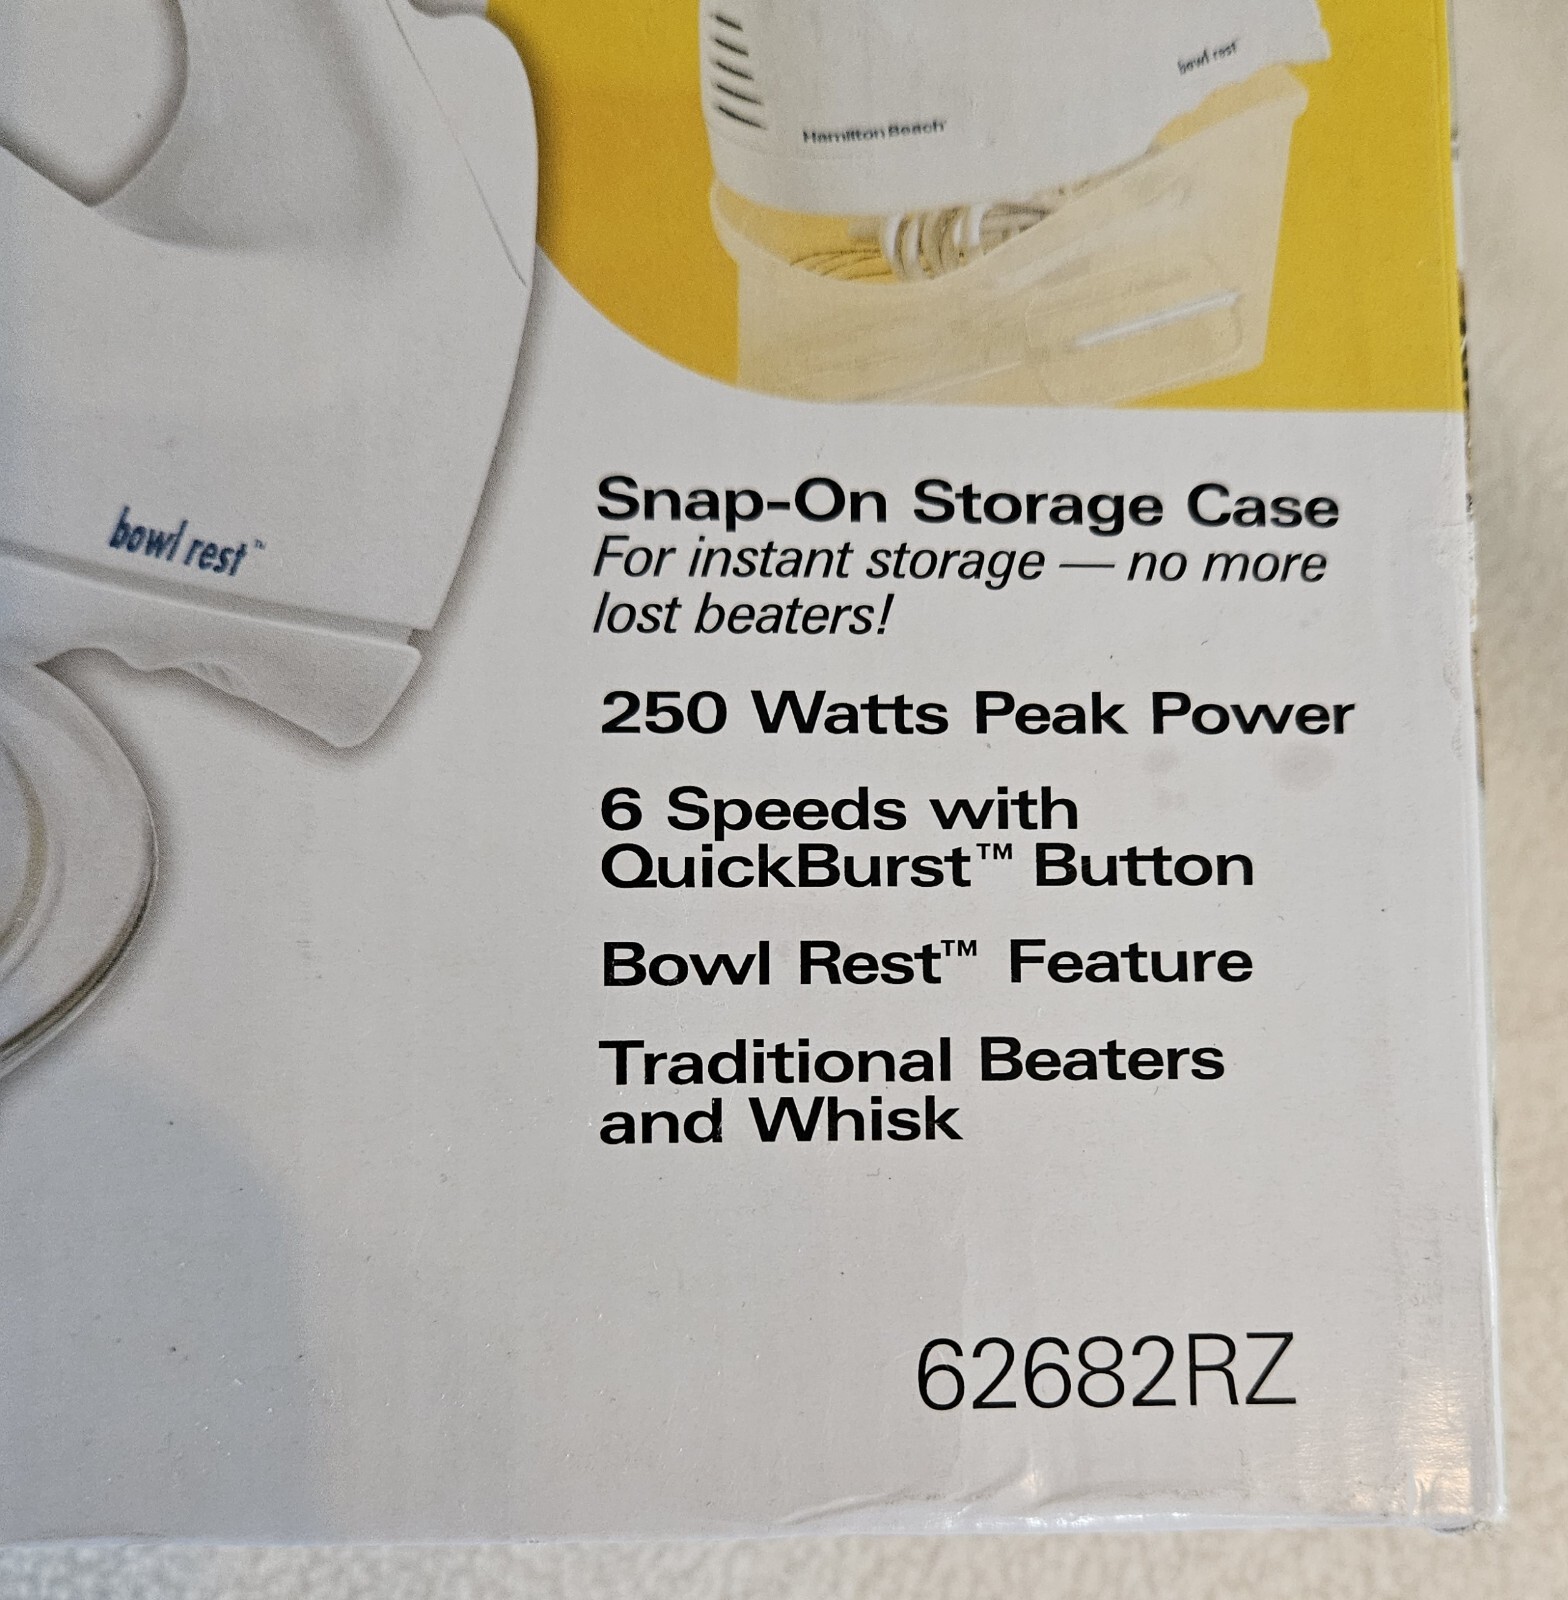 bowl rest
Hamilton Beach
bowl rest™
Snap-On Storage Case
For instant storage — no more
lost beaters!
250 Watts Peak Power
6 Speeds with
QuickBurst™ Button
Bowl Rest™ Feature
Traditional Beaters
and Whisk
62682RZ